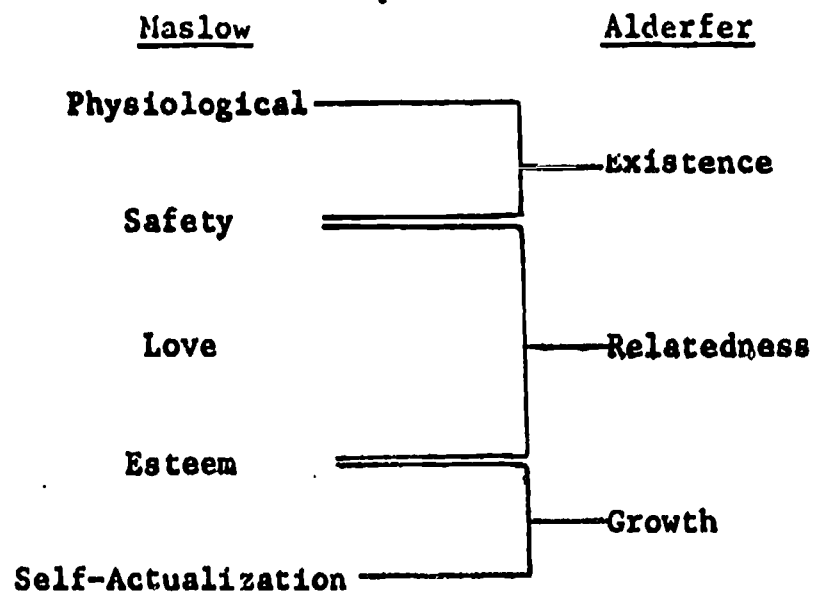 Maslow Alderfer
Physiological
Existence
Safety
Love Relatedness
Esteem
Growth
Self-Actualization